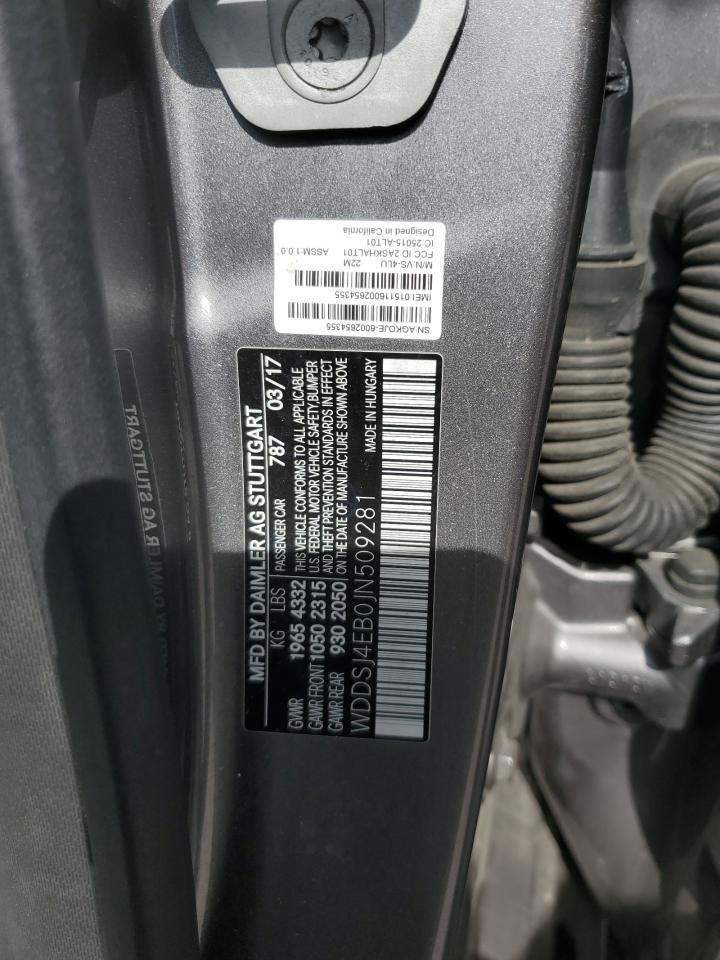 SN:AGKOJE-6002654355
IMEI:015116002654355
22M
M/N:VS-4LU
FCC ID:2ASKHALT01 ASSM:1.0.0
IC:25015-ALT01
Designed in California
MFD BY DAIMLER AG STUTTGART
KG LBS PASSENGER CAR 787 03/17
GVWR 1965 4332 THIS VEHICLE CONFORMS TO ALL APPLICABLE
U.S. FEDERAL MOTOR VEHICLE SAFETY, BUMPER
GAWR FRONT 1050 2315 AND THEFT PREVENTION STANDARDS IN EFFECT
GAWR REAR 930 2050 ON THE DATE OF MANUFACTURE SHOWN ABOVE
WDDSJ4EB0JN509281 MADE IN HUNGARY